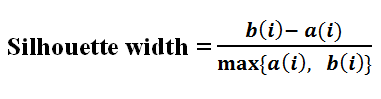 Silhouette width = b(i)− a(i) / max{a(i), b(i)}